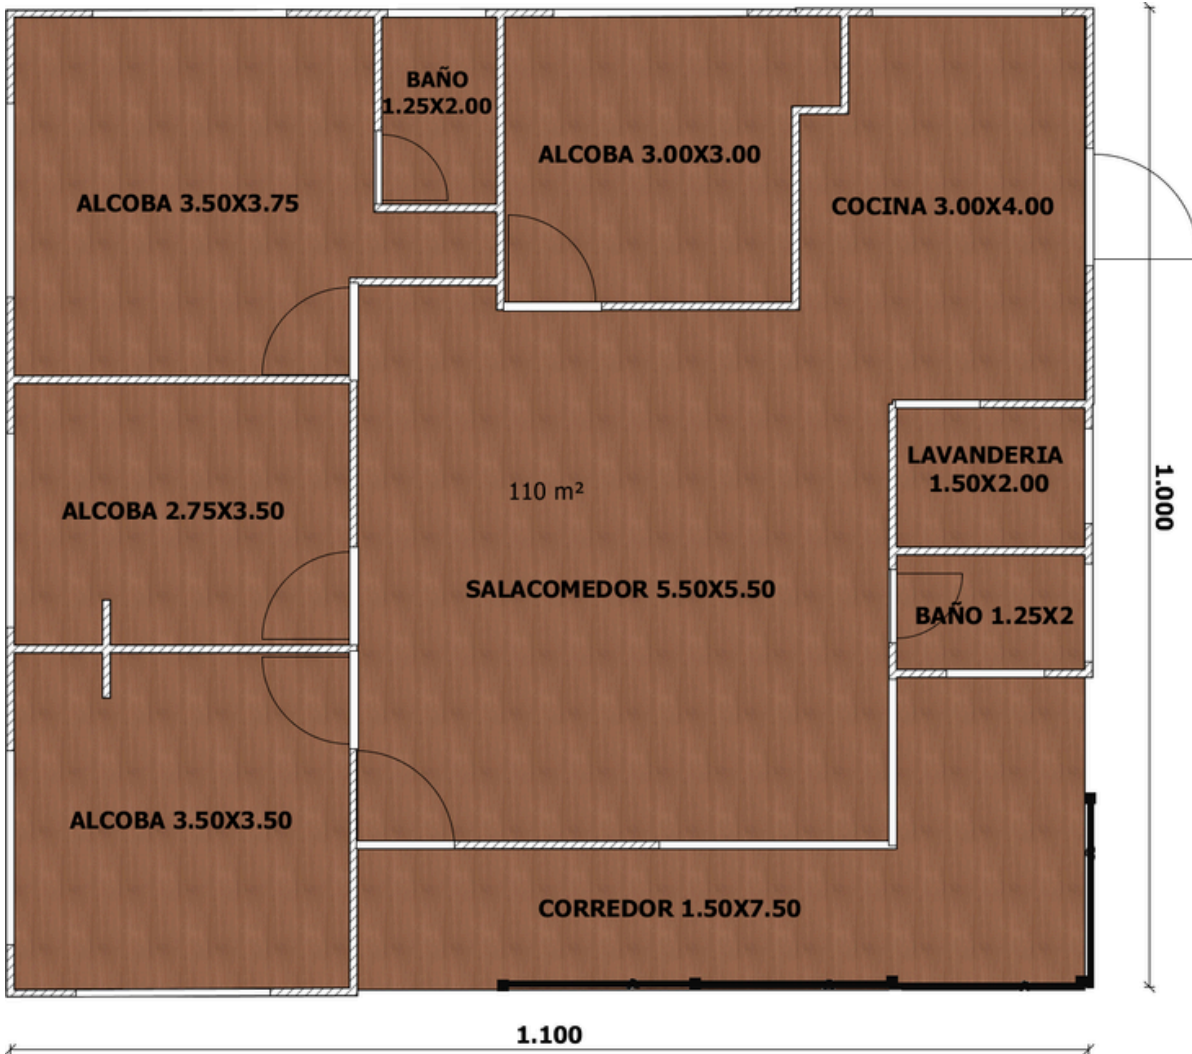 BAÑO
1.25X2.00
ALCOBA 3.00X3.00
ALCOBA 3.50X3.75
COCINA 3.00X4.00
LAVANDERIA
1.50X2.00
1.000
110 m²
ALCOBA 2.75X3.50
SALACOMEDOR 5.50X5.50
BAÑO 1.25X2
ALCOBA 3.50X3.50
CORREDOR 1.50X7.50
1.100